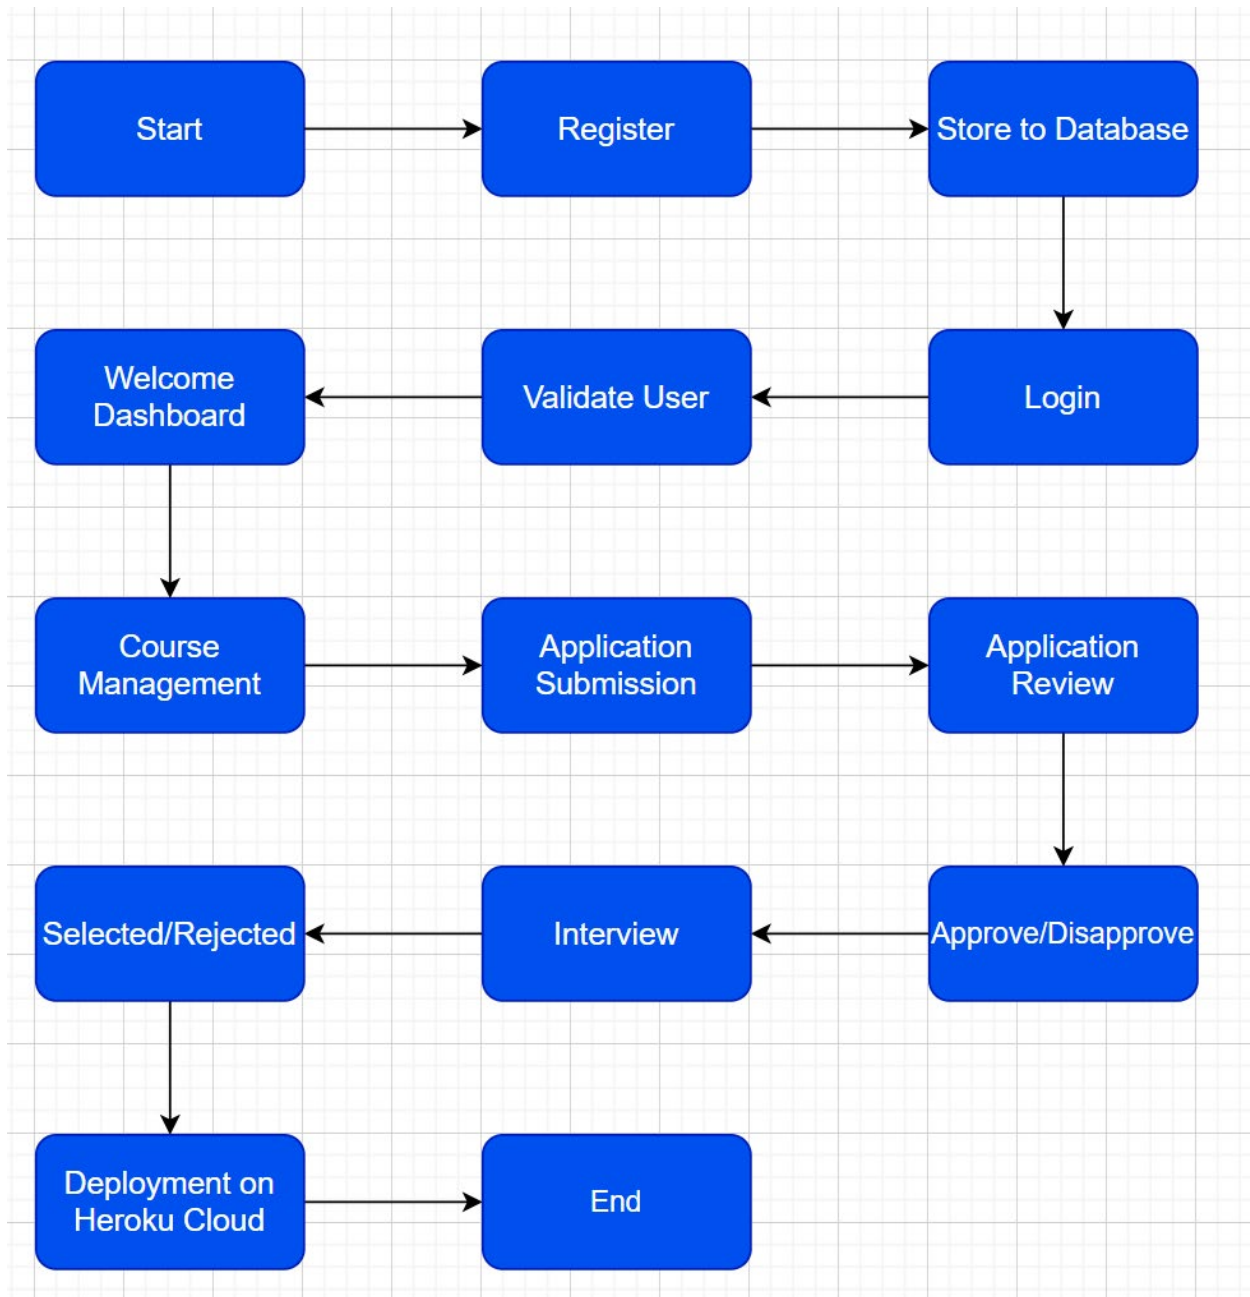 Start
Register
Store to Database
Welcome
Dashboard
Validate User
Login
Course
Management
Application
Submission
Application
Review
Selected/Rejected
Interview
Approve/Disapprove
Deployment on
Heroku Cloud
End